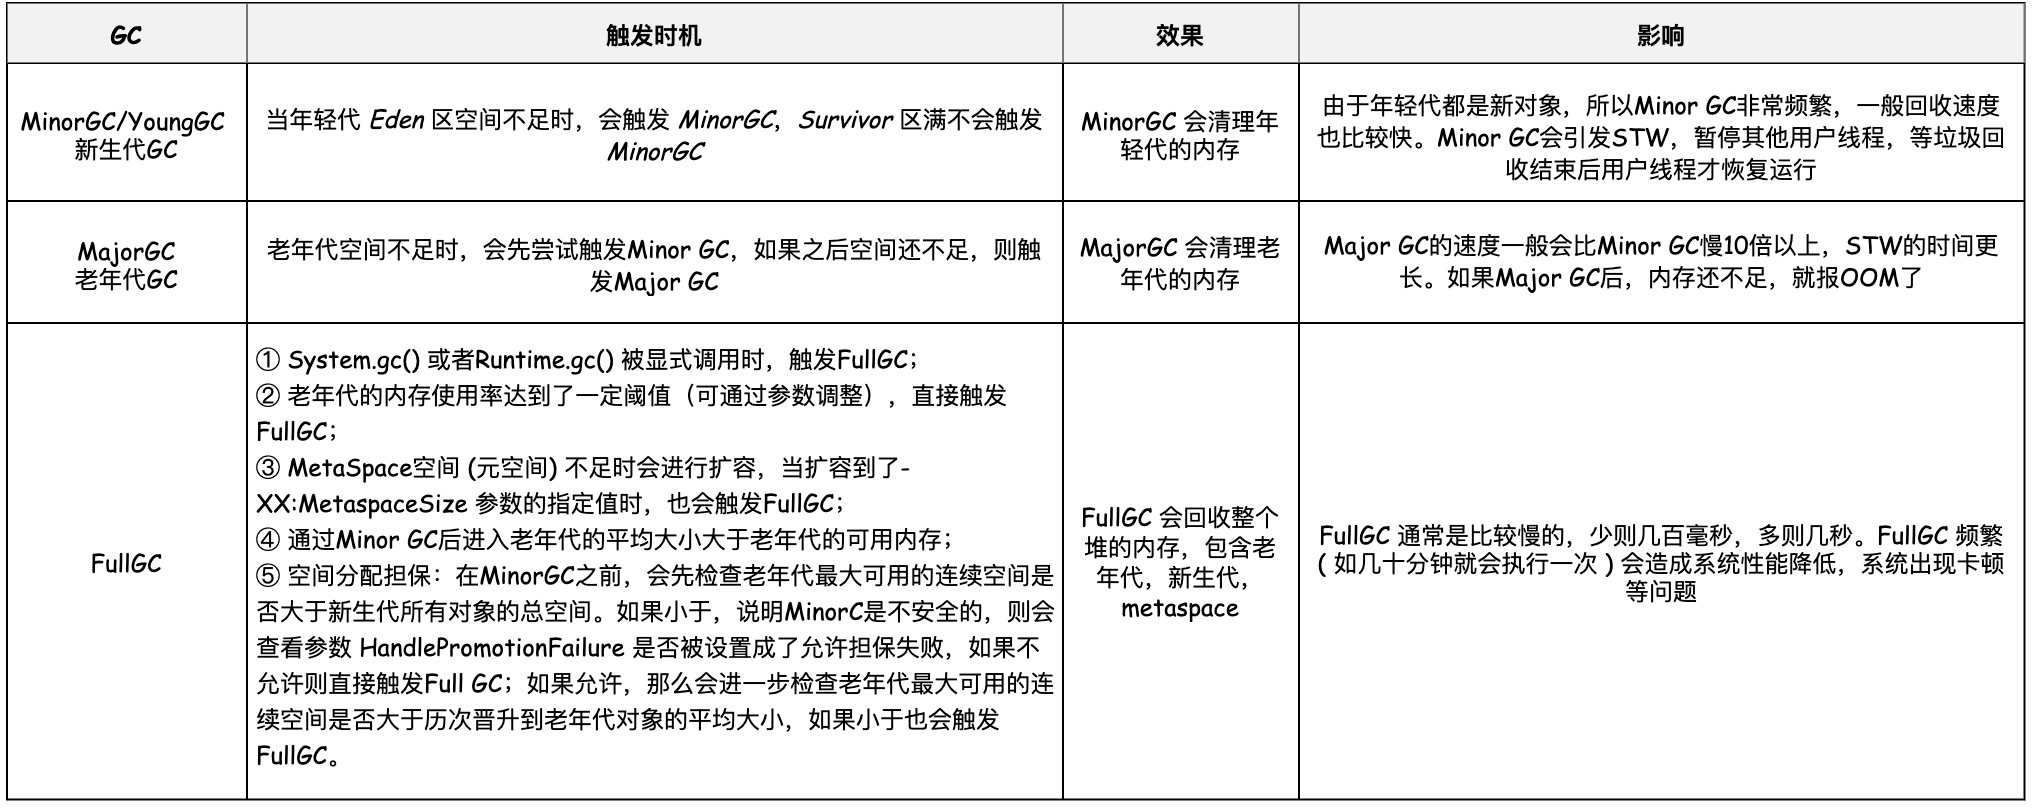 GC
触发时机
效果
影响
MinorGC/YoungGC
新生代GC
当年轻代 Eden 区空间不足时，会触发 MinorGC，Survivor 区满不会触发
MinorGC
MinorGC 会清理年
轻代的内存
由于年轻代都是新对象，所以Minor GC非常频繁，一般回收速度
也比较快。Minor GC会引发STW，暂停其他用户线程，等垃圾回
收结束后用户线程才恢复运行
MajorGC
老年代GC
老年代空间不足时，会先尝试触发Minor GC，如果之后空间还不足，则触
发Major GC
MajorGC 会清理老
年代的内存
Major GC的速度一般会比Minor GC慢10倍以上，STW的时间更
长。如果Major GC后，内存还不足，就报OOM了
FullGC
① System.gc() 或者Runtime.gc() 被显式调用时，触发FullGC；
② 老年代的内存使用率达到了一定阈值（可通过参数调整），直接触发
FullGC；
③ MetaSpace空间 (元空间) 不足时会进行扩容，当扩容到了-
XX:MetaspaceSize 参数的指定值时，也会触发FullGC；
④ 通过Minor GC后进入老年代的平均大小大于老年代的可用内存；
⑤ 空间分配担保：在MinorGC之前，会先检查老年代最大可用的连续空间是
否大于新生代所有对象的总空间。如果小于，说明MinorC是不安全的，则会
查看参数 HandlePromotionFailure 是否被设置成了允许担保失败，如果不
允许则直接触发Full GC；如果允许，那么会进一步检查老年代最大可用的连
续空间是否大于历次晋升到老年代对象的平均大小，如果小于也会触发
FullGC。
FullGC 会回收整个
堆的内存，包含老
年代，新生代，
metaspace
FullGC 通常是比较慢的，少则几百毫秒，多则几秒。FullGC 频繁
( 如几十分钟就会执行一次 ) 会造成系统性能降低，系统出现卡顿
等问题